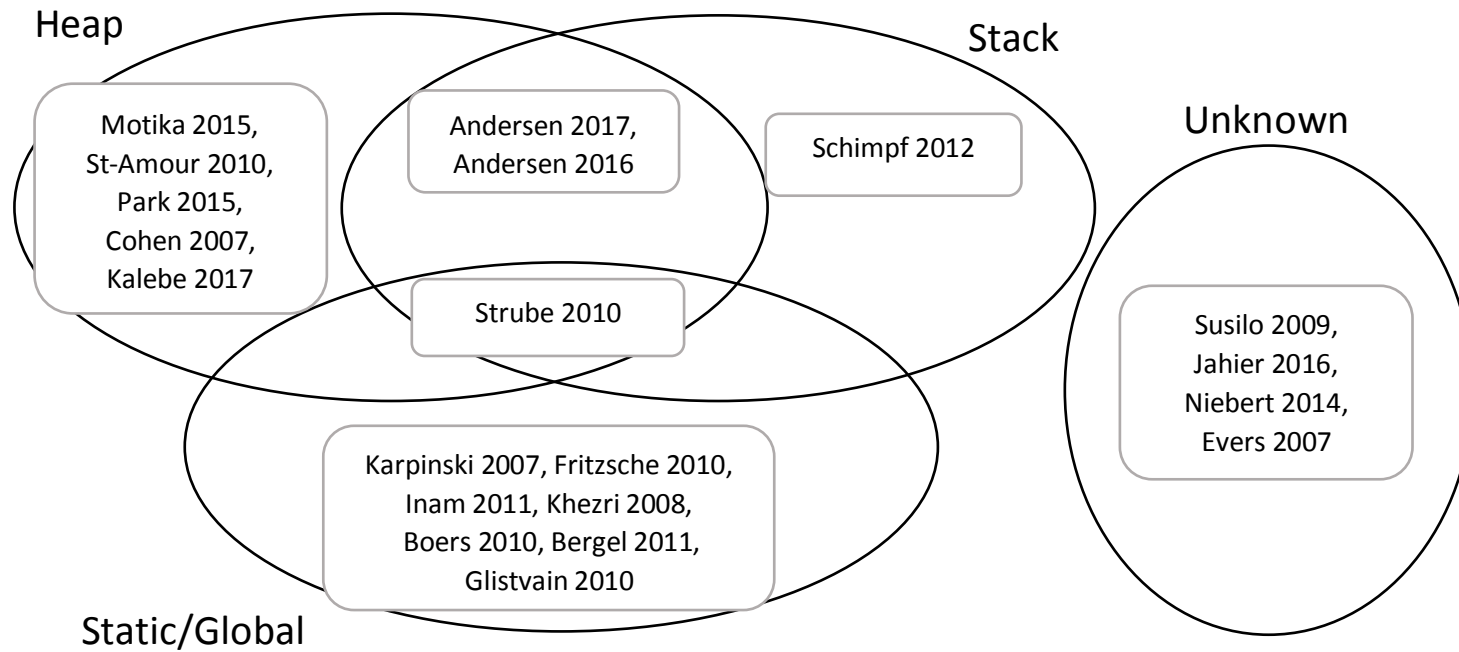 Heap
Stack
Unknown
Motika 2015,
St-Amour 2010,
Park 2015,
Cohen 2007,
Kalebe 2017
Andersen 2017,
Andersen 2016
Schimpf 2012
Strube 2010
Susilo 2009,
Jahier 2016,
Niebert 2014,
Evers 2007
Karpinski 2007, Fritzsche 2010,
Inam 2011, Khezri 2008,
Boers 2010, Bergel 2011,
Glistvain 2010
Static/Global